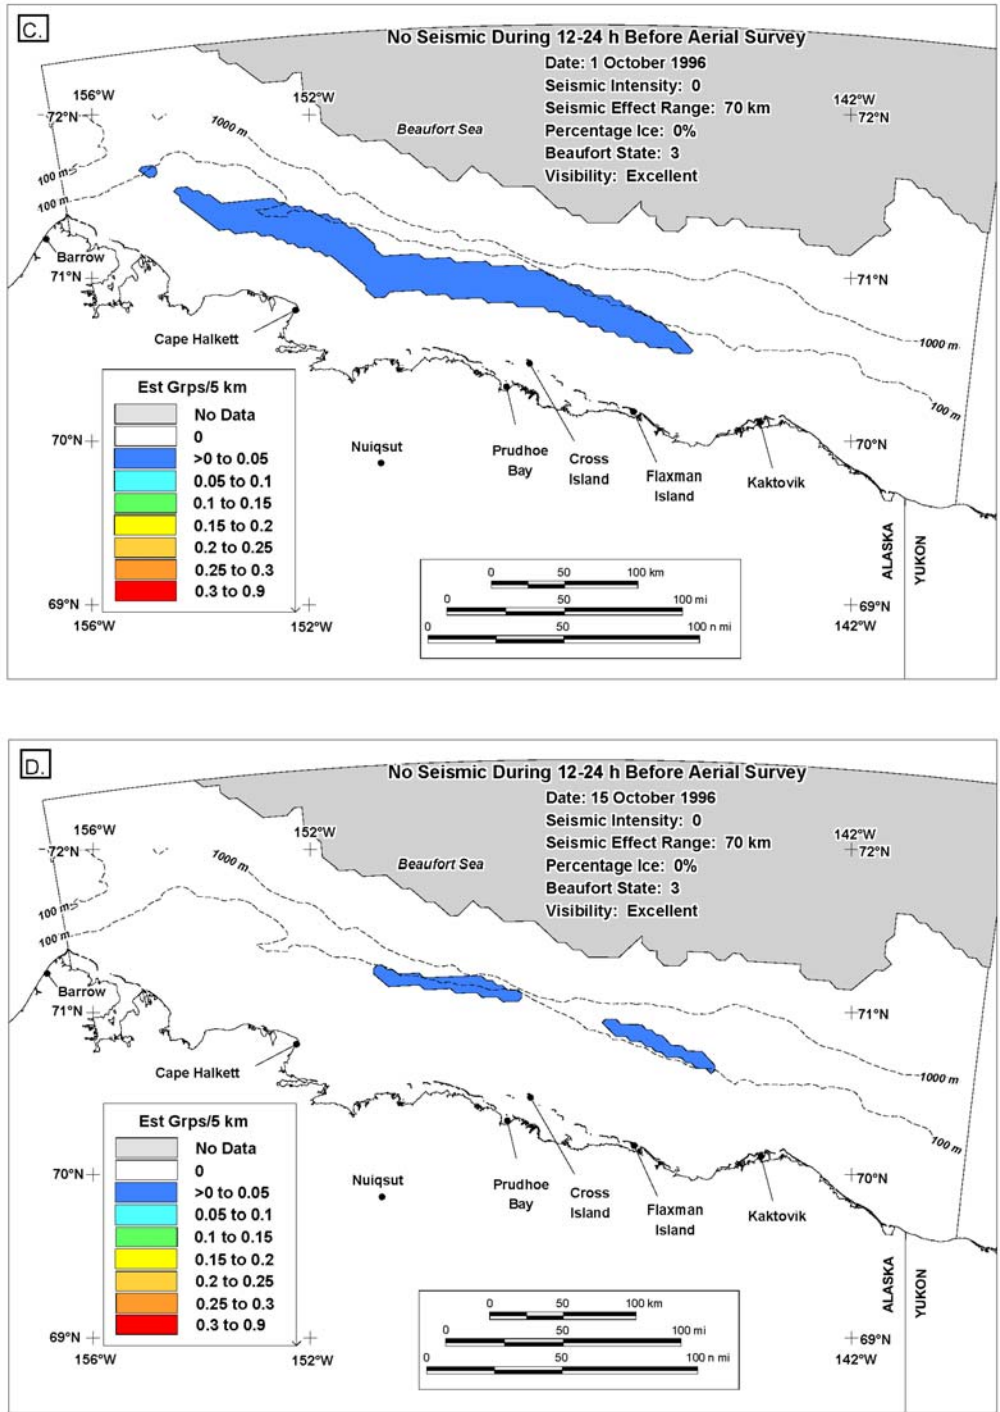 C.
No Seismic During 12-24 h Before Aerial Survey
Date: 1 October 1996
Seismic Intensity: 0
Seismic Effect Range: 70 km
Percentage Ice: 0%
Beaufort State: 3
Visibility: Excellent
156°W
152°W
142°W
72°N
72°N
Beaufort Sea
1000 m
100 m
100 m
Barrow
71°N
71°N
Cape Halkett
1000 m
100 m
Est Grps/5 km
No Data
0
>0 to 0.05
0.05 to 0.1
0.1 to 0.15
0.15 to 0.2
0.2 to 0.25
0.25 to 0.3
0.3 to 0.9
70°N
70°N
Nuiqsut
Prudhoe
Bay
Cross
Island
Flaxman
Island
Kaktovik
ALASKA
YUKON
0 50 100 km
0 50 100 mi
0 50 100 n mi
69°N
69°N
156°W
152°W
142°W
D.
No Seismic During 12-24 h Before Aerial Survey
Date: 15 October 1996
Seismic Intensity: 0
Seismic Effect Range: 70 km
Percentage Ice: 0%
Beaufort State: 3
Visibility: Excellent
156°W
152°W
142°W
72°N
72°N
Beaufort Sea
1000 m
100 m
100 m
Barrow
71°N
71°N
Cape Halkett
1000 m
100 m
Est Grps/5 km
No Data
0
>0 to 0.05
0.05 to 0.1
0.1 to 0.15
0.15 to 0.2
0.2 to 0.25
0.25 to 0.3
0.3 to 0.9
70°N
70°N
Nuiqsut
Prudhoe
Bay
Cross
Island
Flaxman
Island
Kaktovik
ALASKA
YUKON
0 50 100 km
0 50 100 mi
0 50 100 n mi
69°N
69°N
156°W
152°W
142°W